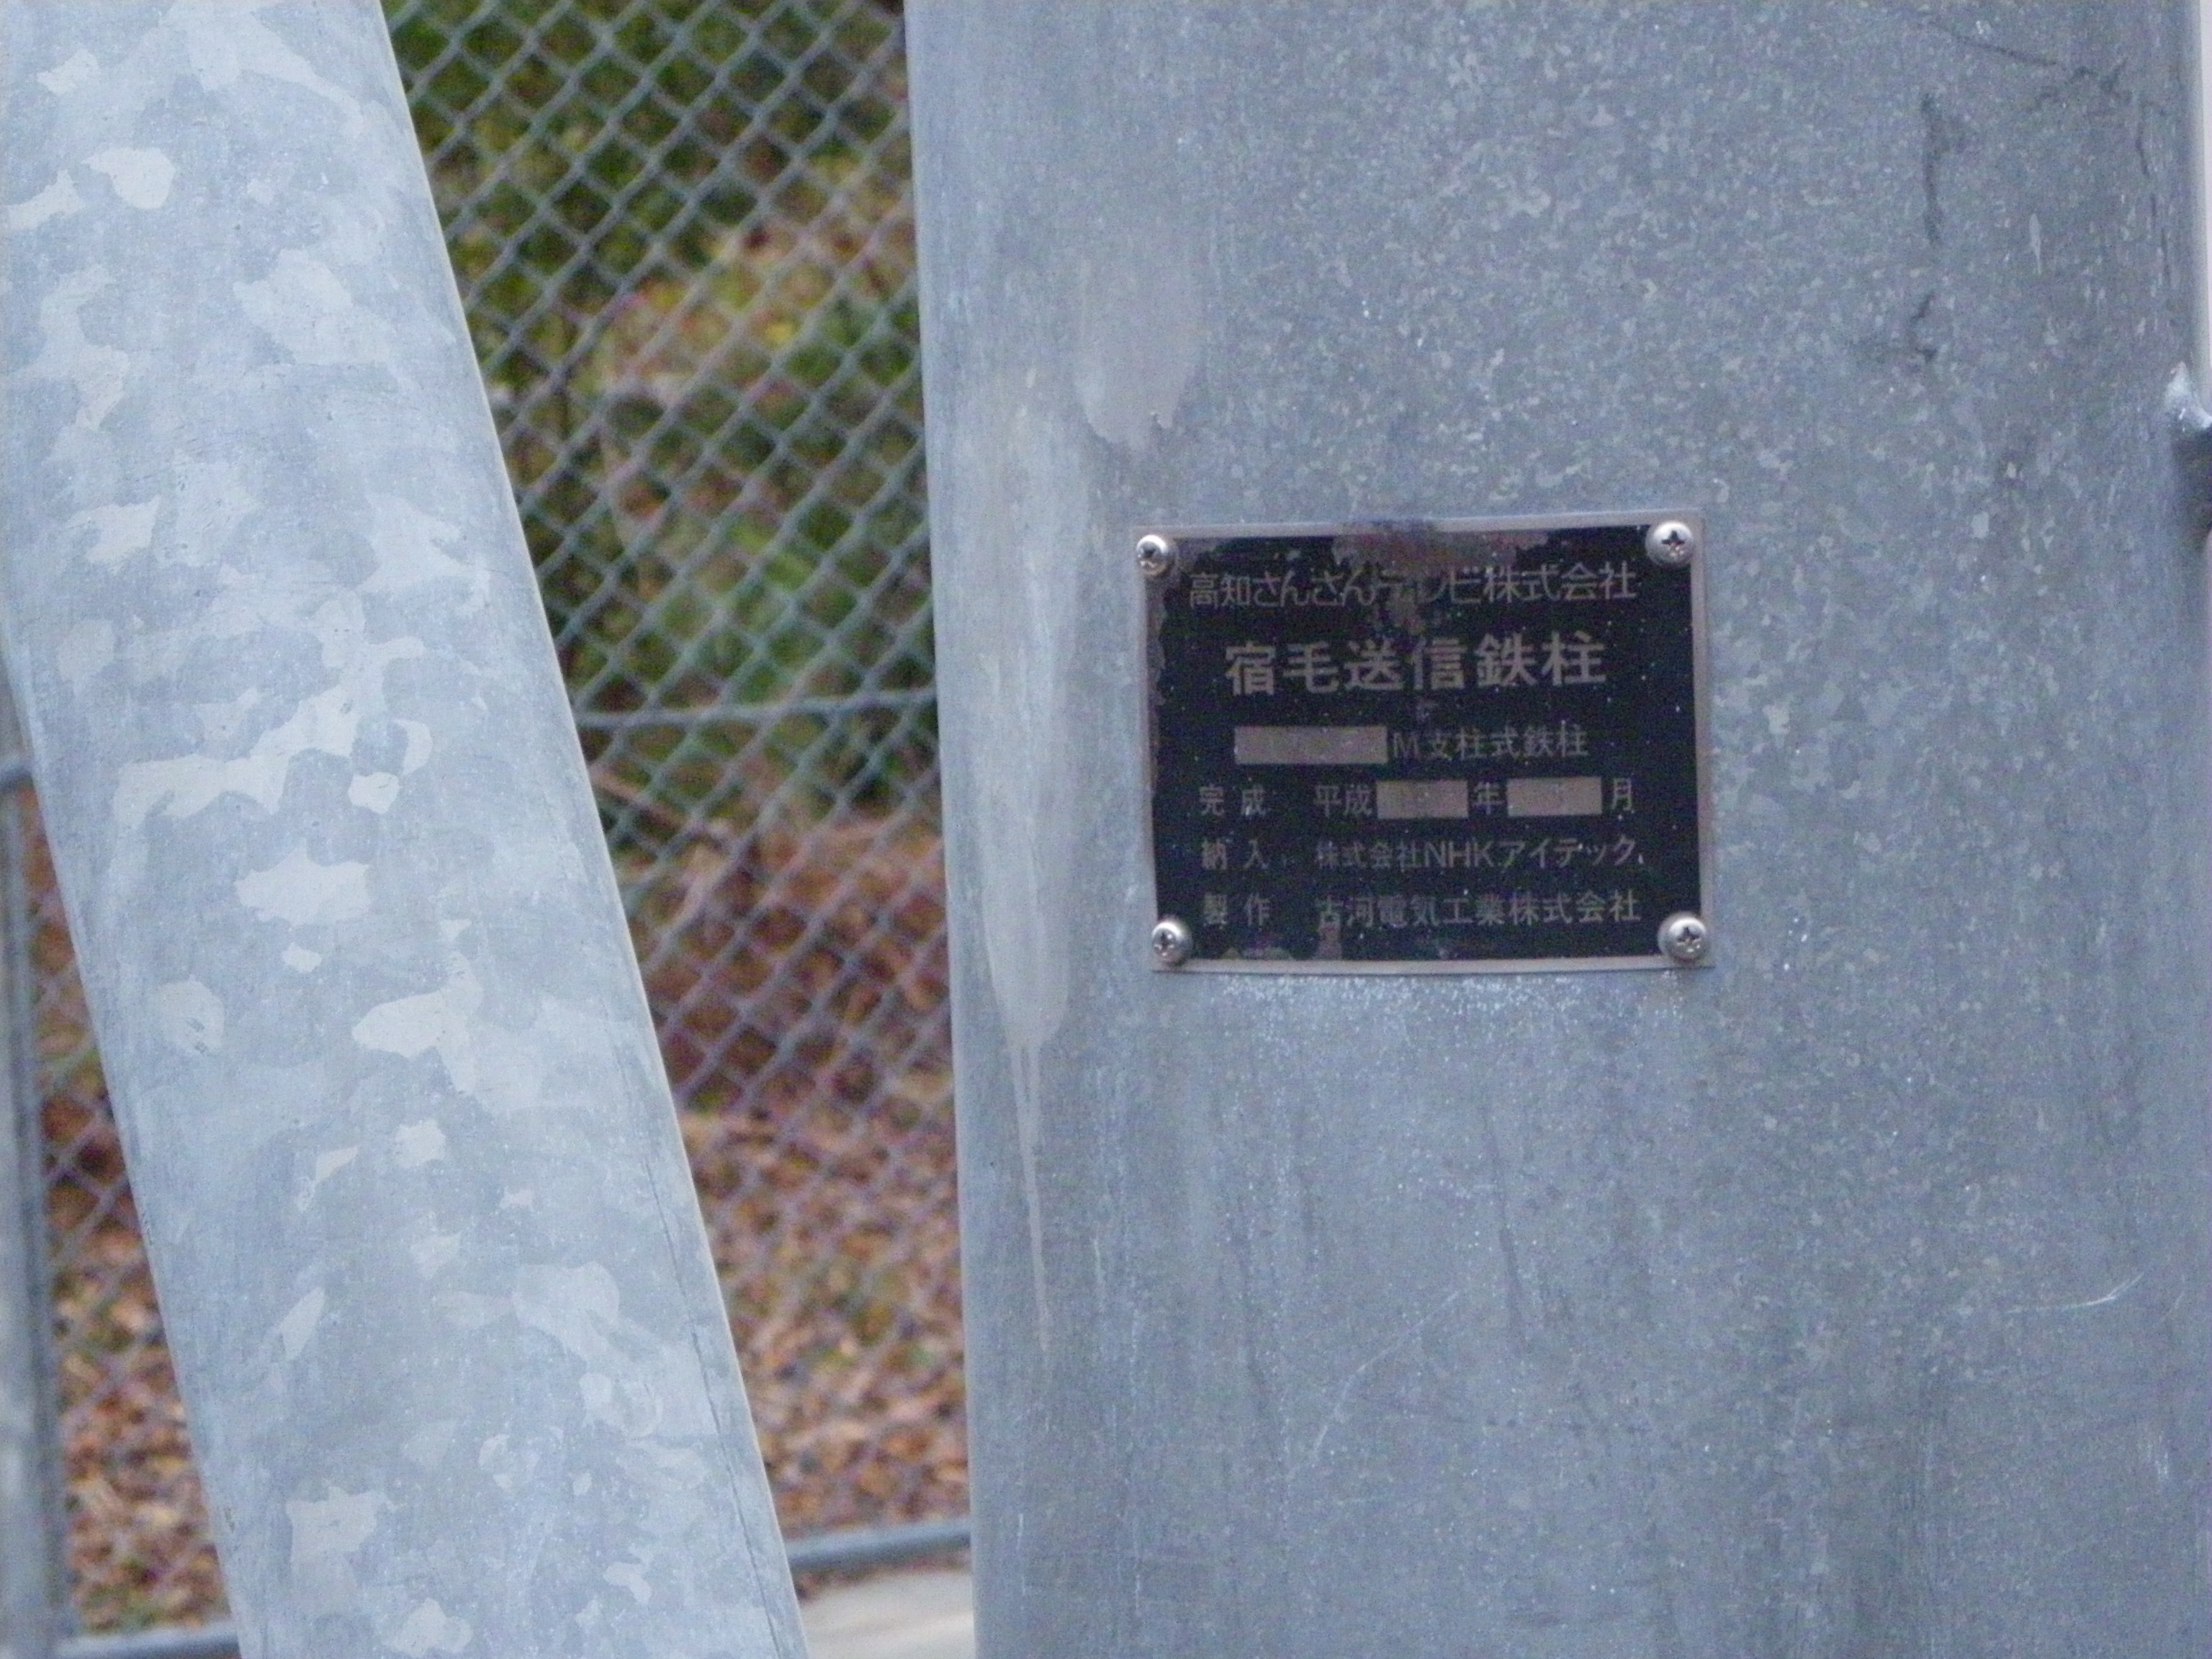 高知さんさんテレビ株式会社
宿毛送信鉄柱
M支柱式鉄柱
完成 平成 年 月
納入 株式会社NHKアイテック
製作 古河電気工業株式会社